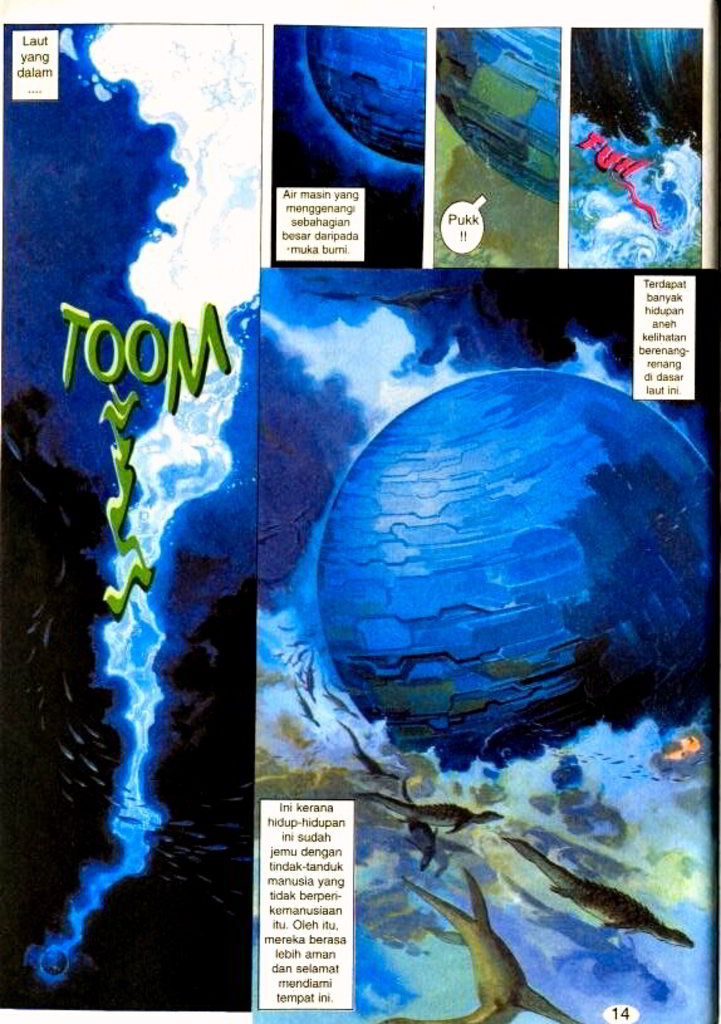 Laut
yang
dalam
....
TOOM
Air masin yang
menggenangi
sebahagian
besar daripada
muka bumi.
Pukk
!!
Terdapat
banyak
hidupan
aneh
kelihatan
berenang-
renang
di dasar
laut ini.
Ini kerana
hidup-hidupan
ini sudah
jemu dengan
tindak-tanduk
manusia yang
tidak berperi-
kemanusiaan
itu. Oleh itu,
mereka berasa
lebih aman
dan selamat
mendiami
tempat ini.
14